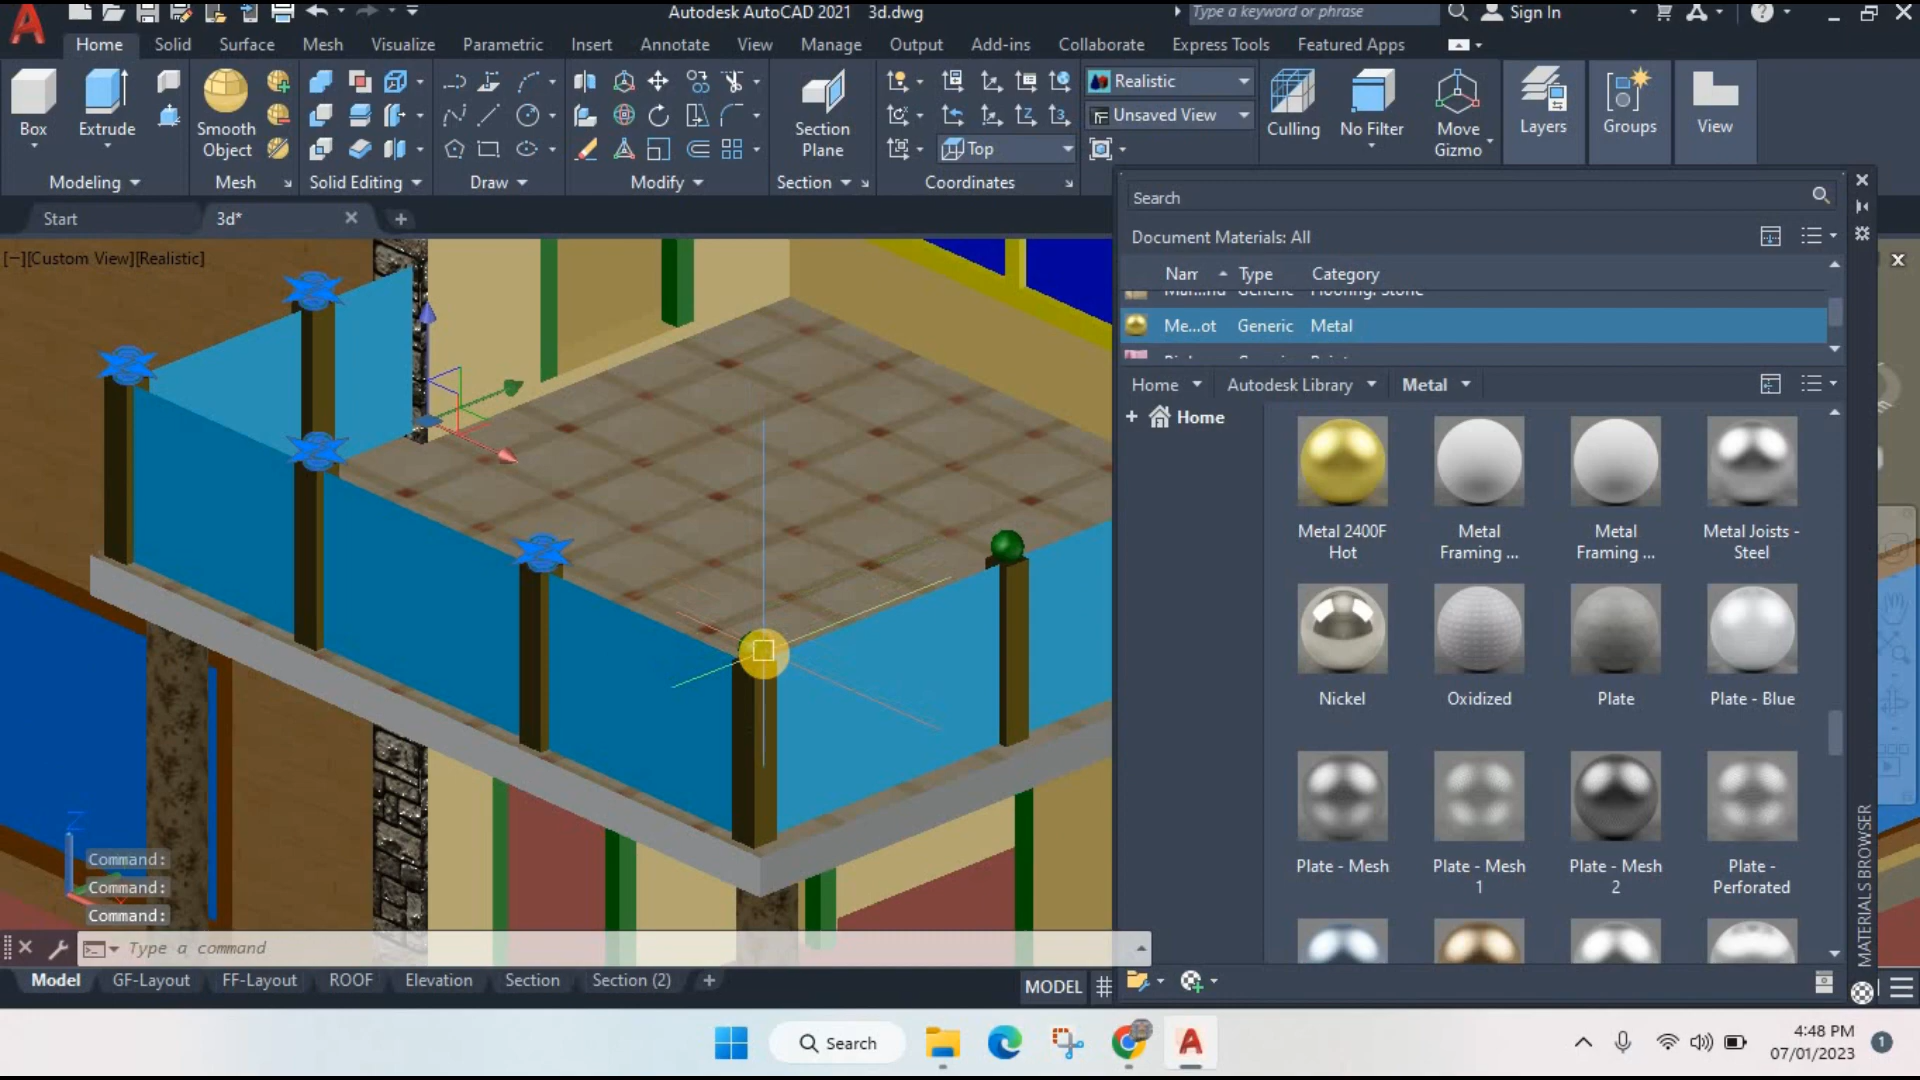 Autodesk AutoCAD 2021 3d.dwg
Type a keyword or phrase
Sign In
Home Solid Surface Mesh Visualize Parametric Insert Annotate View Manage Output Add-ins Collaborate Express Tools Featured Apps
Box
Extrude
Smooth
Object
Section
Plane
Top
Realistic
Unsaved View
Culling
No Filter
Move
Gizmo
Layers
Groups
View
Modeling
Mesh
Solid Editing
Draw
Modify
Section
Coordinates
Start
3d*
[−][Custom View][Realistic]
Search
Document Materials: All
Nar Type Category
Me...ot Generic Metal
Home Autodesk Library Metal
Home
Metal 2400F
Hot
Metal
Framing ...
Metal
Framing ...
Metal Joists -
Steel
Nickel
Oxidized
Plate
Plate - Blue
Plate - Mesh
Plate - Mesh
1
Plate - Mesh
2
Plate -
Perforated
MATERIALS BROWSER
Z
Command:
Command:
Command:
Type a command
Model GF-Layout FF-Layout ROOF Elevation Section Section (2)
MODEL
Search
4:48 PM
07/01/2023
1